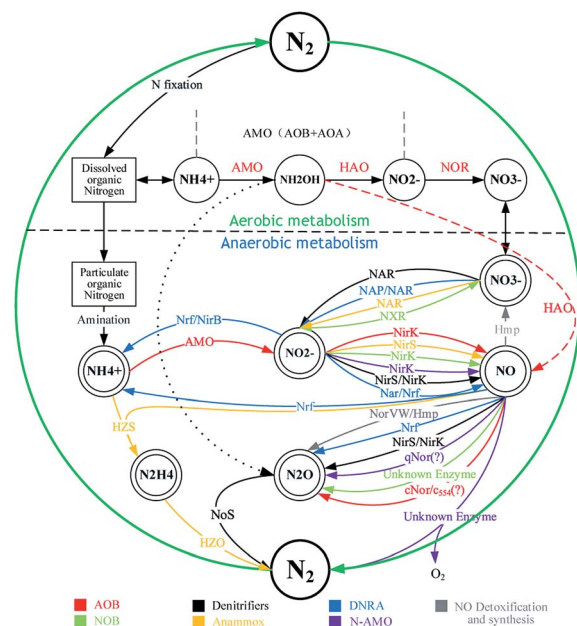 N2
N fixation
AMO（AOB+AOA）
Dissolved
organic
Nitrogen
NH4+
AMO
NH2OH
HAO
NO2-
NOR
NO3-
Aerobic metabolism
Anaerobic metabolism
Particulate
organic
Nitrogen
NAR
NAP/NAR
NAR
NXR
NO3-
HAO
Amination
Nrf/NirB
AMO
Hmp
NH4+
NO2-
NirK
NirS
NirK
NirK
NirS/NirK
Nar/Nrf
NO
Nrf
NorVW/Hmp
Nrf
NirS/NirK
qNor(?)
Unknown Enzyme
cNor/c554(?)
HZS
N2H4
N2O
NoS
Unknown Enzyme
HZO
N2
O2
AOB
Denitrifiers
DNRA
NO Detoxification
and synthesis
NOB
Anammox
N-AMO